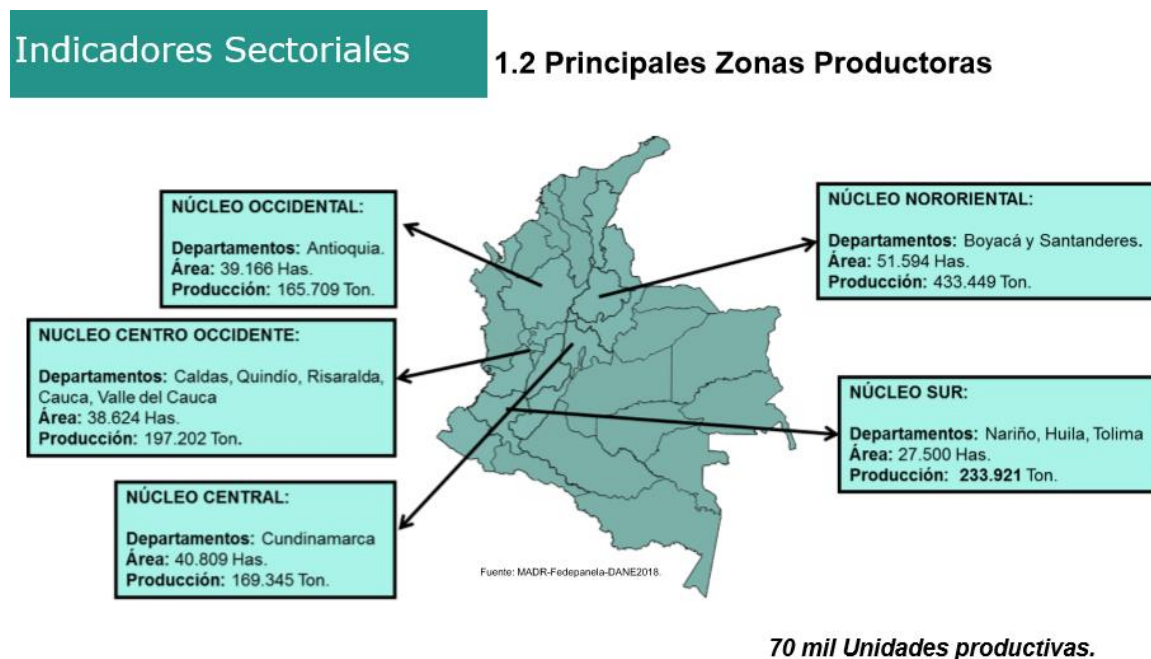 Indicadores Sectoriales
1.2 Principales Zonas Productoras
NÚCLEO OCCIDENTAL:
Departamentos: Antioquia.
Área: 39.166 Has.
Producción: 165.709 Ton.
NÚCLEO NORORIENTAL:
Departamentos: Boyacá y Santanderes.
Área: 51.594 Has.
Producción: 433.449 Ton.
NUCLEO CENTRO OCCIDENTE:
Departamentos: Caldas, Quindío, Risaralda,
Cauca, Valle del Cauca
Área: 38.624 Has.
Producción: 197.202 Ton.
NÚCLEO SUR:
Departamentos: Nariño, Huila, Tolima
Área: 27.500 Has.
Producción: 233.921 Ton.
NÚCLEO CENTRAL:
Departamentos: Cundinamarca
Área: 40.809 Has.
Producción: 169.345 Ton.
Fuente: MADR-Fedepanela-DANE2018.
70 mil Unidades productivas.